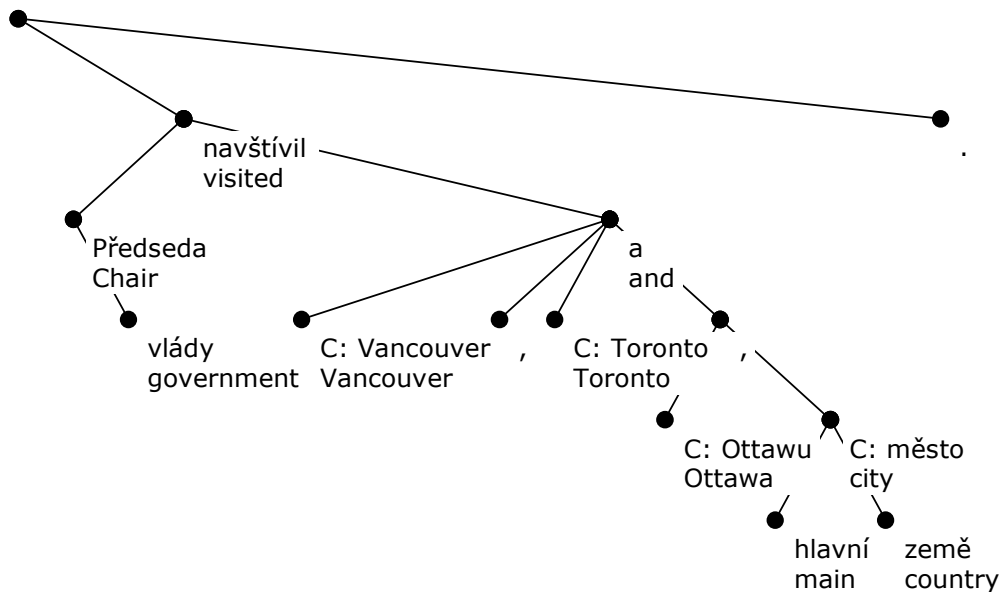 navštívil
visited
.
Předseda
Chair
a
and
vlády
government
C: Vancouver
Vancouver
,
C: Toronto
Toronto
,
C: Ottawu
Ottawa
C: město
city
hlavní
main
země
country